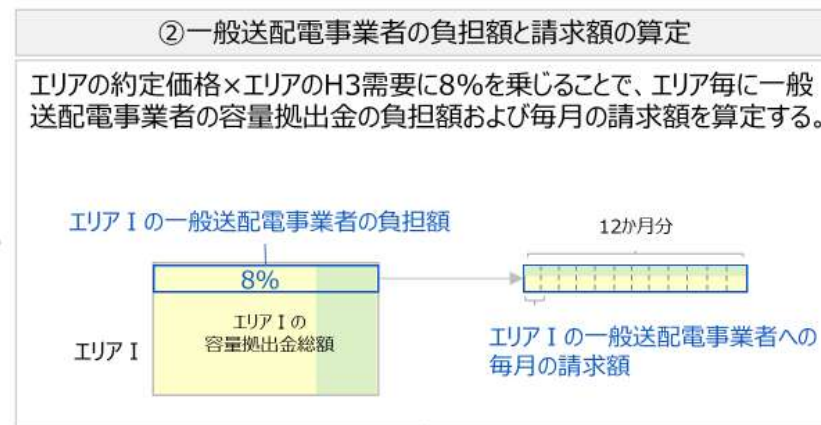 ②一般送配電事業者の負担額と請求額の算定
エリアの約定価格×エリアのH3需要に8%を乗じることで、エリア毎に一般
送配電事業者の容量拠出金の負担額および毎月の請求額を算定する。
エリアⅠの一般送配電事業者の負担額
12か月分
8%
エリアⅠの
容量拠出金総額
エリアⅠ
エリアⅠの一般送配電事業者への
毎月の請求額